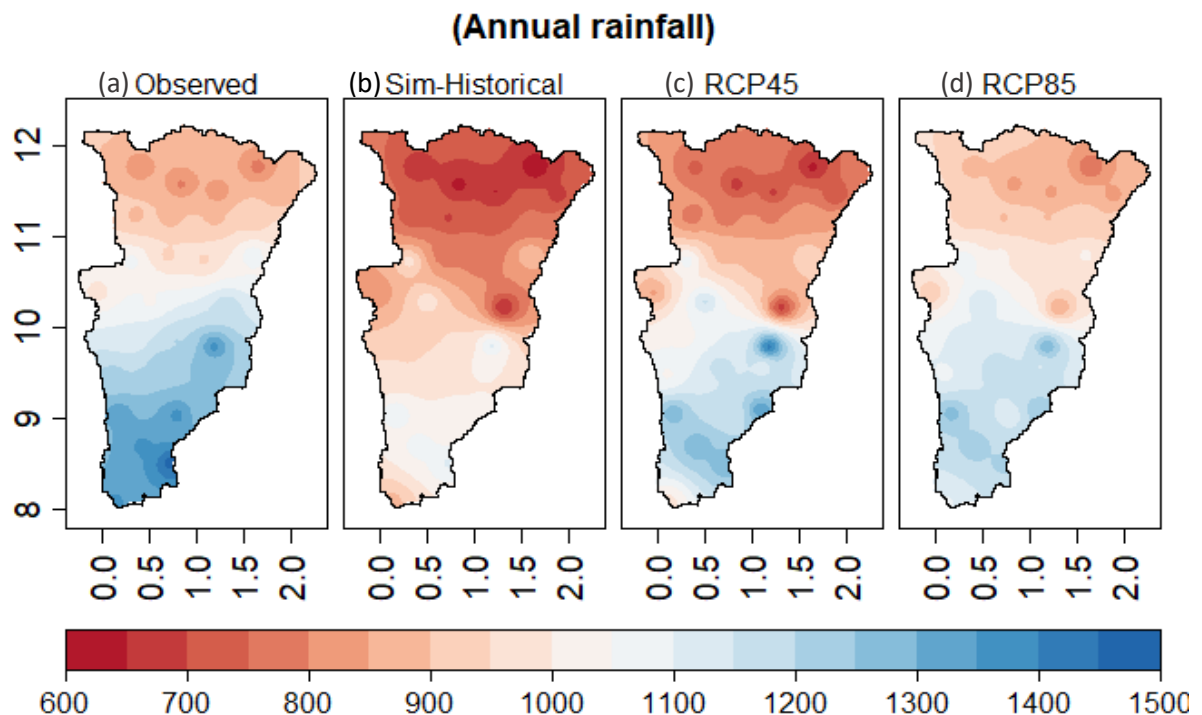 (Annual rainfall)
(a) Observed (b) Sim-Historical (c) RCP45 (d) RCP85
12
11
10
9
8
0.0 0.5 1.0 1.5 2.0 0.0 0.5 1.0 1.5 2.0 0.0 0.5 1.0 1.5 2.0 0.0 0.5 1.0 1.5 2.0
600 700 800 900 1000 1100 1200 1300 1400 1500